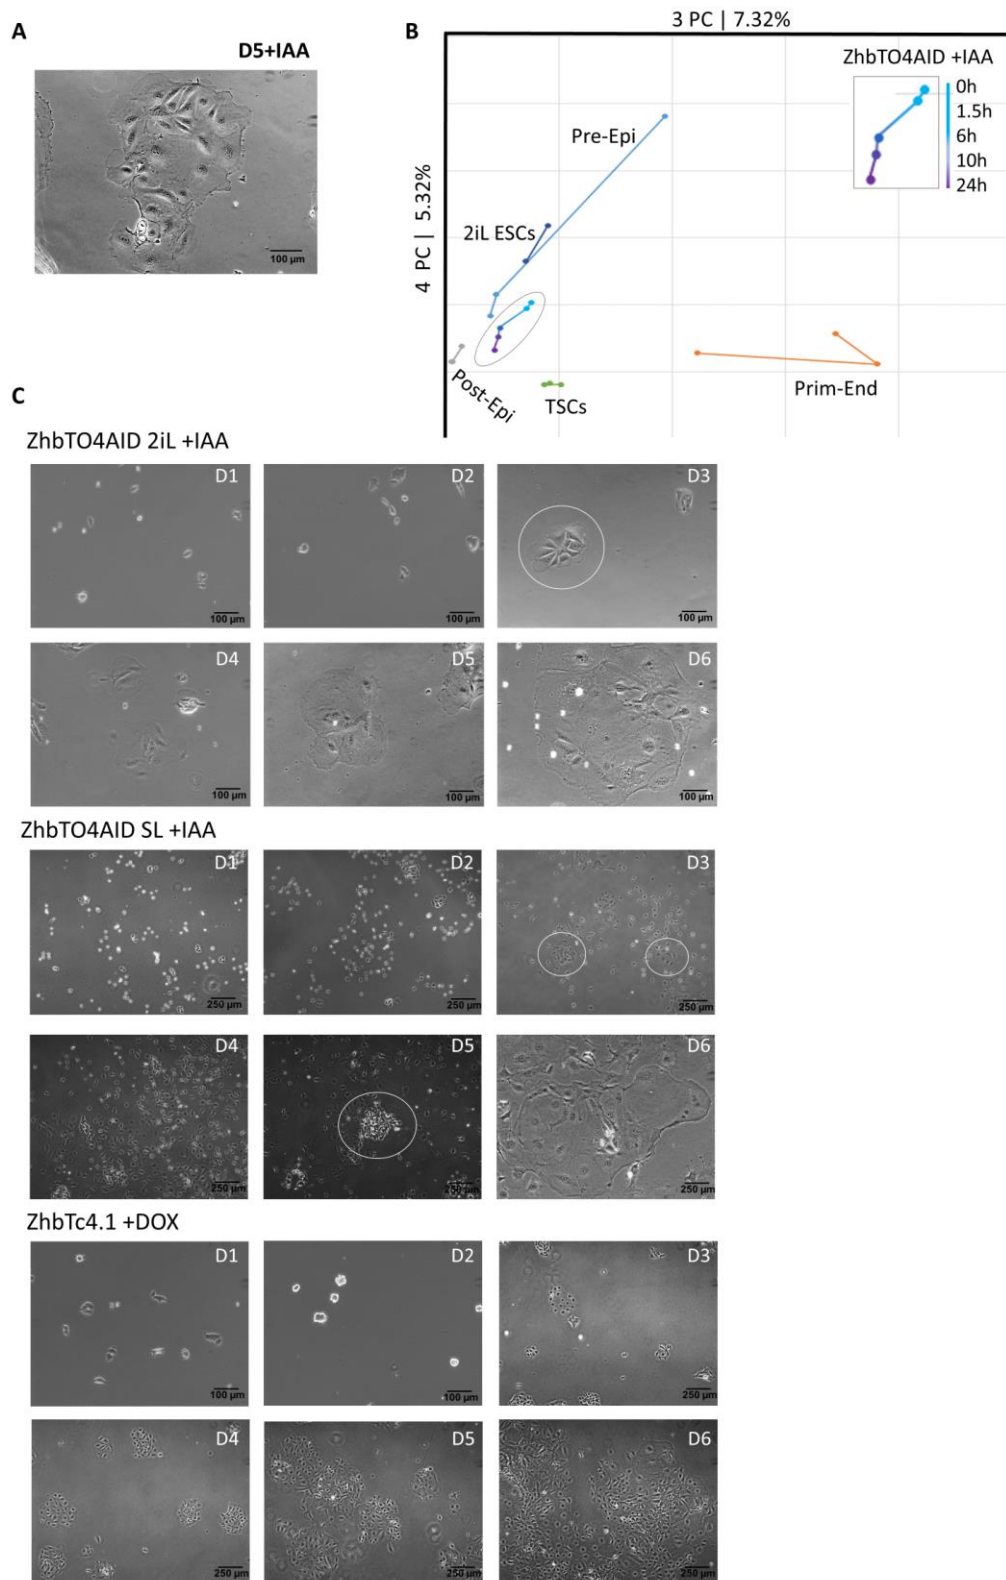 A
D5+IAA
100 µm
B
3 PC | 7.32%
4 PC | 5.32%
ZhbTO4AID +IAA
0h
1.5h
6h
10h
24h
Pre-Epi
2iL ESCs
Post-Epi
TSCs
Prim-End
C
ZhbTO4AID 2iL +IAA
D1
100 µm
D2
100 µm
D3
100 µm
D4
100 µm
D5
100 µm
D6
100 µm
ZhbTO4AID SL +IAA
D1
250 µm
D2
250 µm
D3
250 µm
D4
250 µm
D5
250 µm
D6
250 µm
ZhbTc4.1 +DOX
D1
100 µm
D2
100 µm
D3
250 µm
D4
250 µm
D5
250 µm
D6
250 µm